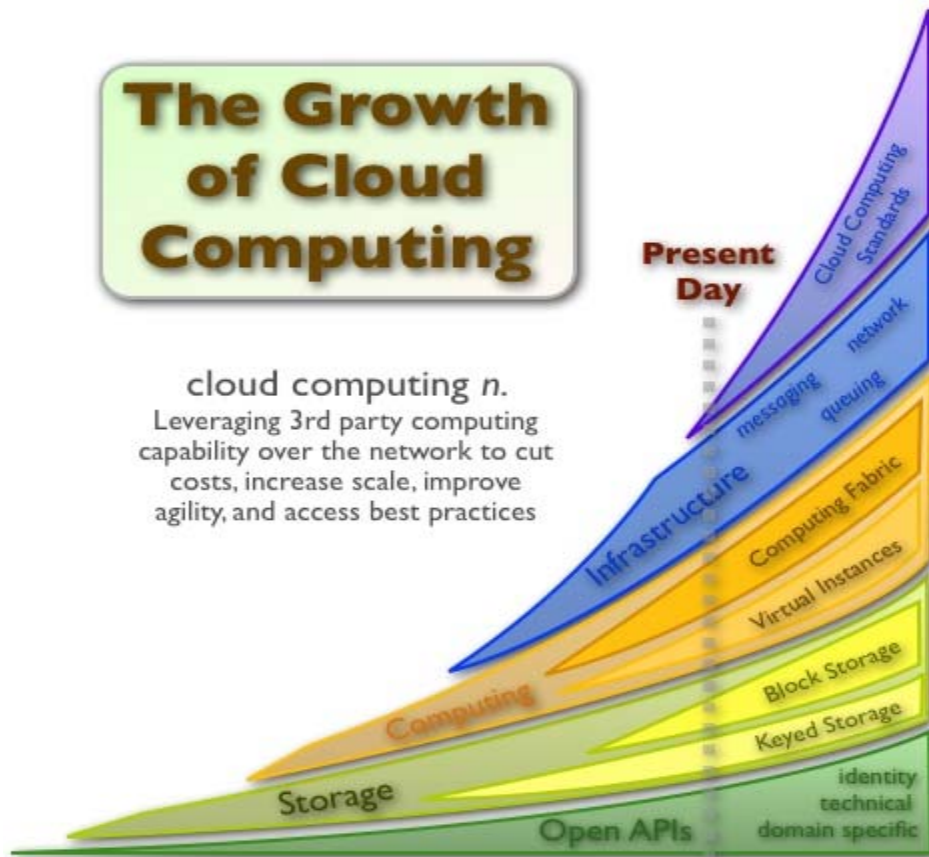 The Growth
of Cloud
Computing
cloud computing n.
Leveraging 3rd party computing
capability over the network to cut
costs, increase scale, improve
agility, and access best practices
Present
Day
Cloud Computing
Standards
network
messaging
queuing
Infrastructure
Computing Fabric
Virtual Instances
Computing
Block Storage
Keyed Storage
Storage
identity
technical
domain specific
Open APIs